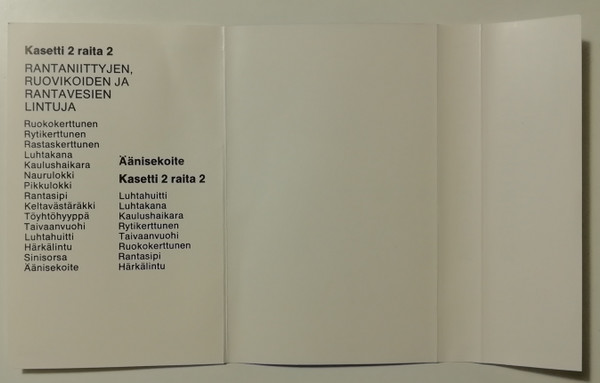 Kasetti 2 raita 2
RANTANIITTYJEN,
RUOVIKOIDEN JA
RANTAVESIEN
LINTUJA
Ruokokerttunen
Rytikerttunen
Rastaskerttunen
Luhtakana
Kaulushaikara
Naurulokki
Pikkulokki
Rantasipi
Keltavästäräkki
Töyhtöhyyppä
Taivaanvuohi
Luhtahuitti
Härkälintu
Sinisorsa
Äänisekoite
Äänisekoite
Kasetti 2 raita 2
Luhtahuitti
Luhtakana
Kaulushaikara
Rytikerttunen
Taivaanvuohi
Ruokokerttunen
Rantasipi
Härkälintu